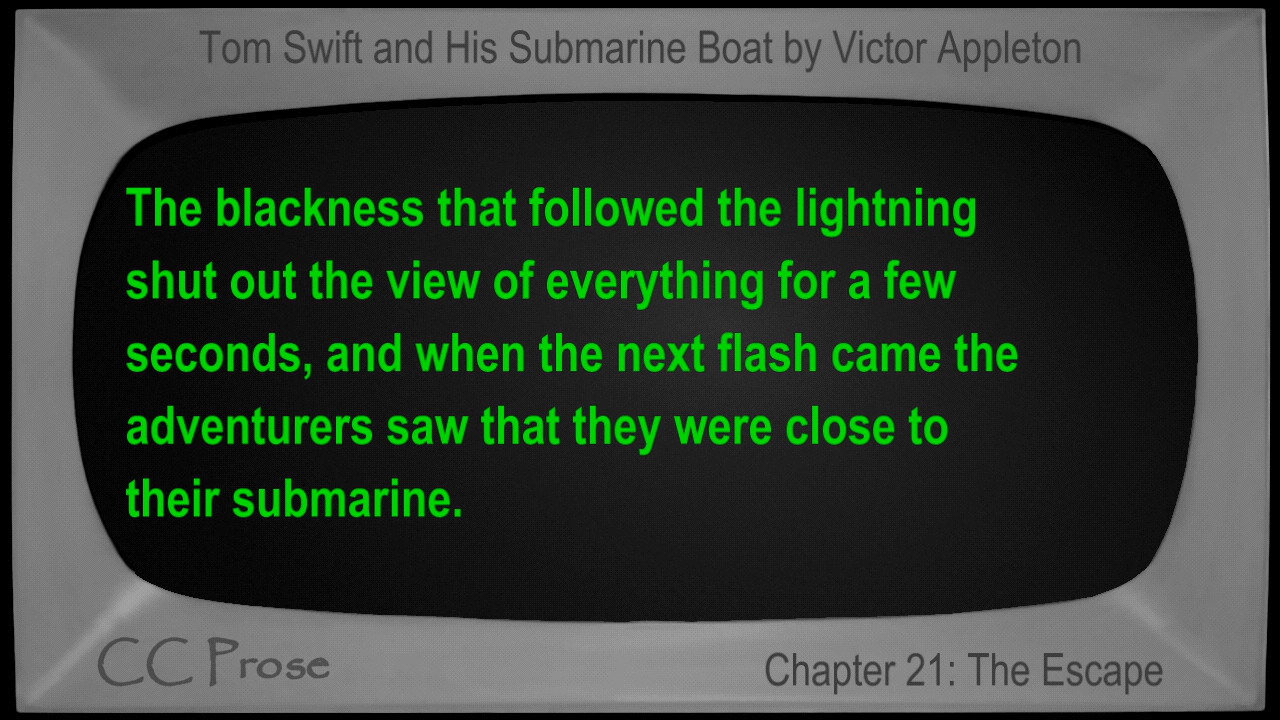 Tom Swift and His Submarine Boat by Victor Appleton
The blackness that followed the lightning
shut out the view of everything for a few
seconds, and when the next flash came the
adventurers saw that they were close to
their submarine.
CC Prose
Chapter 21: The Escape